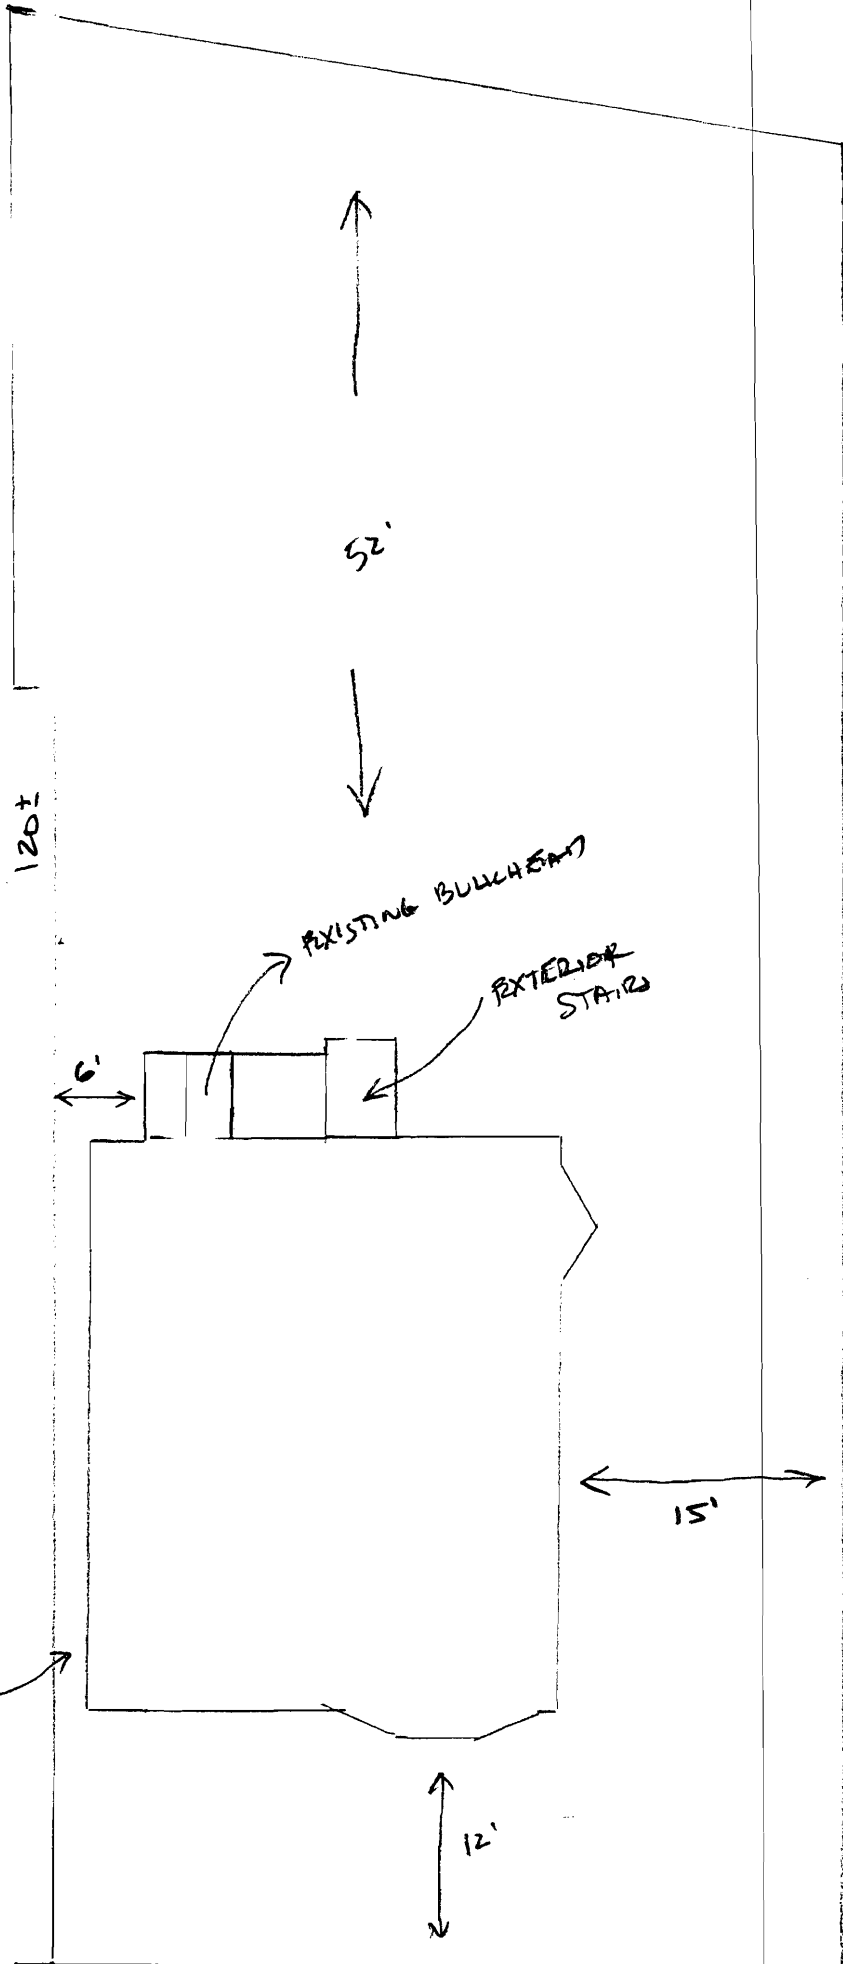 52'
120±
EXISTING BULKHEAD
EXTERIOR
STAIRS
6'
15'
12'